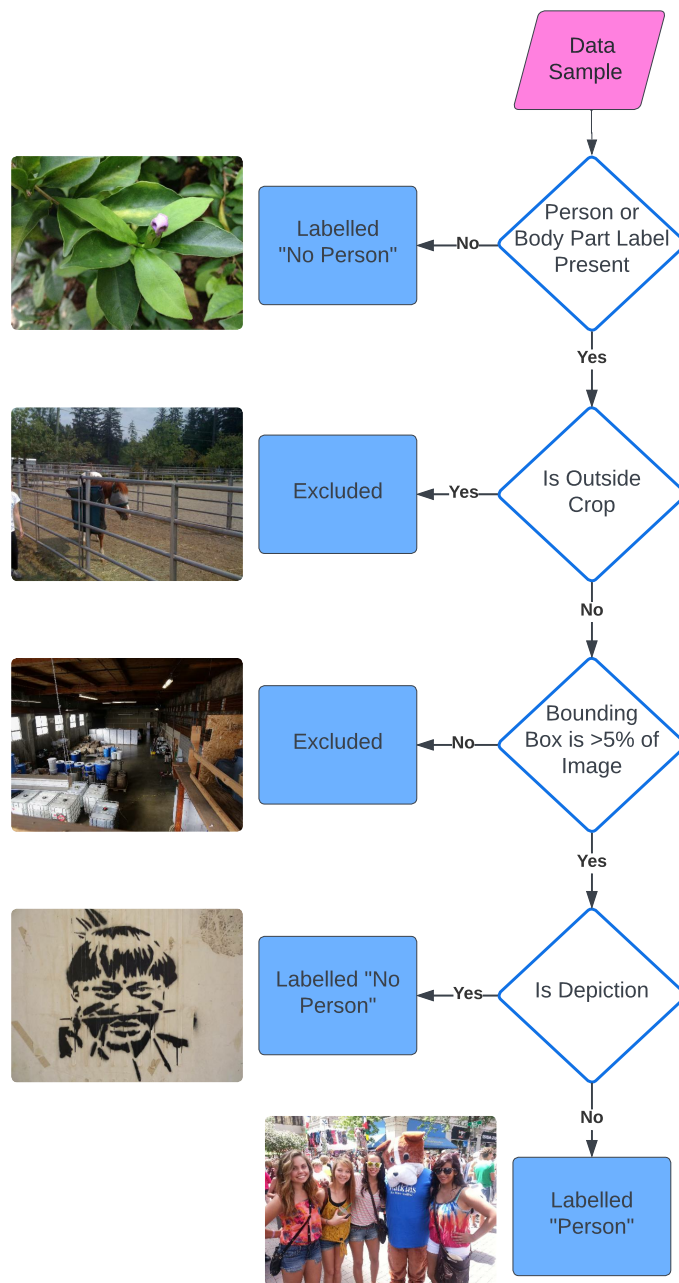 Data
Sample
Person or
Body Part Label
Present
No
Labelled
"No Person"
Yes
Is Outside
Crop
Yes
Excluded
No
Bounding
Box is >5% of
Image
No
Excluded
Yes
Is Depiction
Yes
Labelled "No
Person"
No
Labelled
"Person"